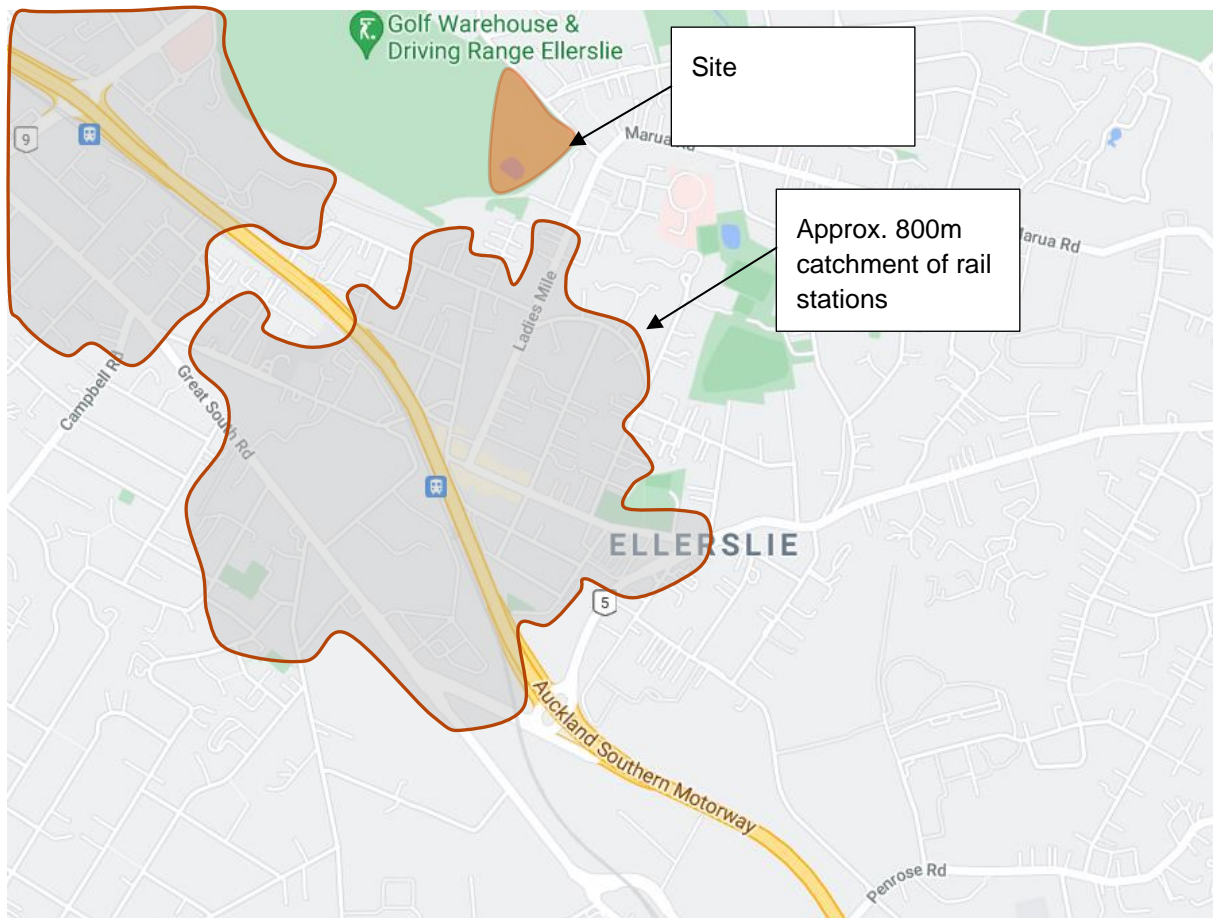 Golf Warehouse &
Driving Range Ellerslie
Site
9
Marua Rd
Approx. 800m
catchment of rail
stations
Marua Rd
Ladies Mile
Campbell Rd
Great South Rd
ELLERSLIE
5
Auckland Southern Motorway
Penrose Rd